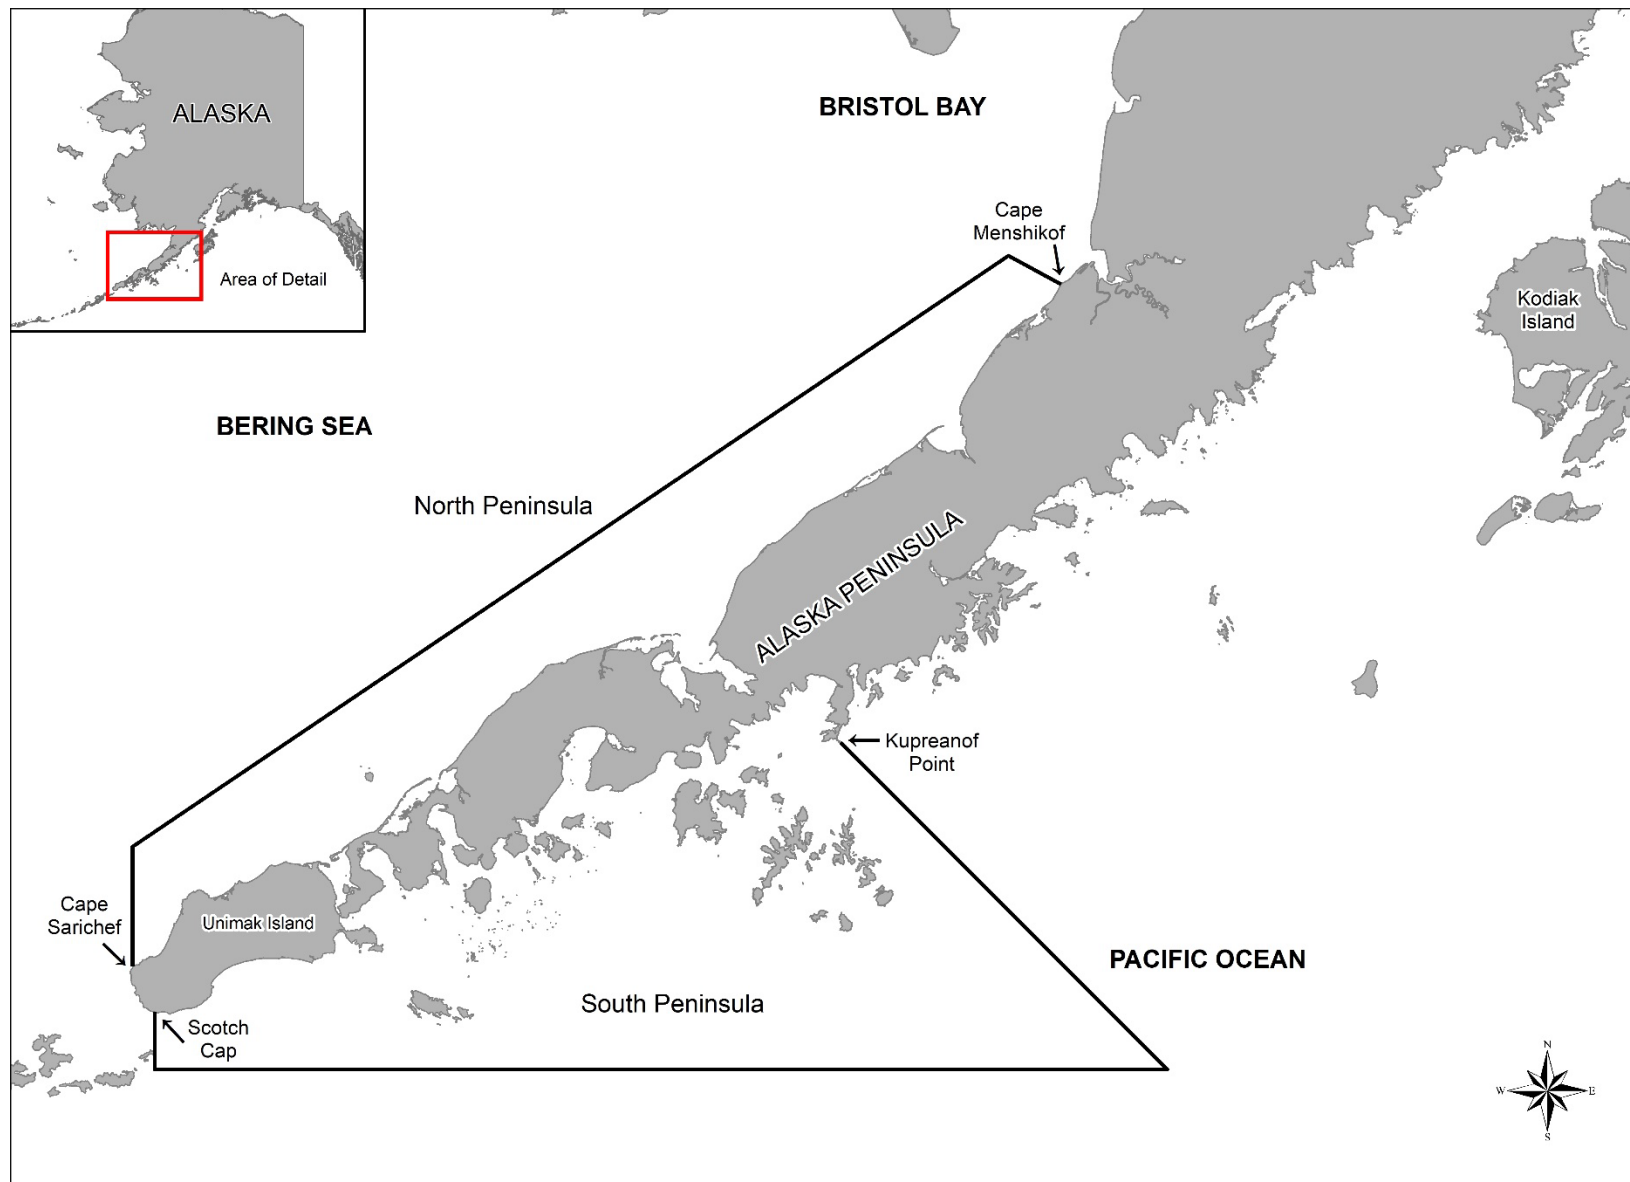 ALASKA
Area of Detail
BRISTOL BAY
Cape
Menshikof
Kodiak
Island
BERING SEA
North Peninsula
ALASKA PENINSULA
Kupreanof
Point
Cape
Sarichef
Unimak Island
PACIFIC OCEAN
South Peninsula
Scotch
Cap
N
W
E
S